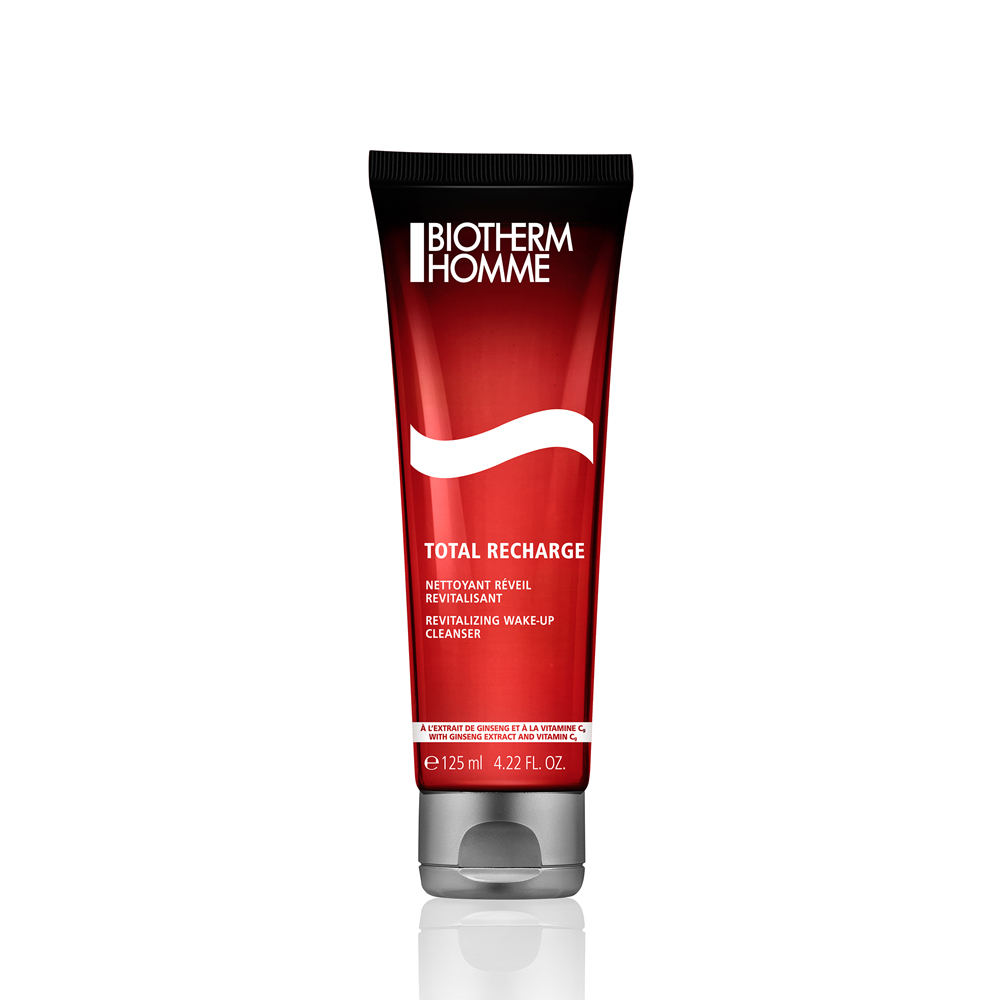 BIOTHERM
HOMME
TOTAL RECHARGE
NETTOYANT RÉVEIL
REVITALISANT
REVITALIZING WAKE-UP
CLEANSER
À L'EXTRAIT DE GINSENG ET À LA VITAMINE Cg
WITH GINSENG EXTRACT AND VITAMIN Cg
℮ 125 ml 4.22 FL. OZ.